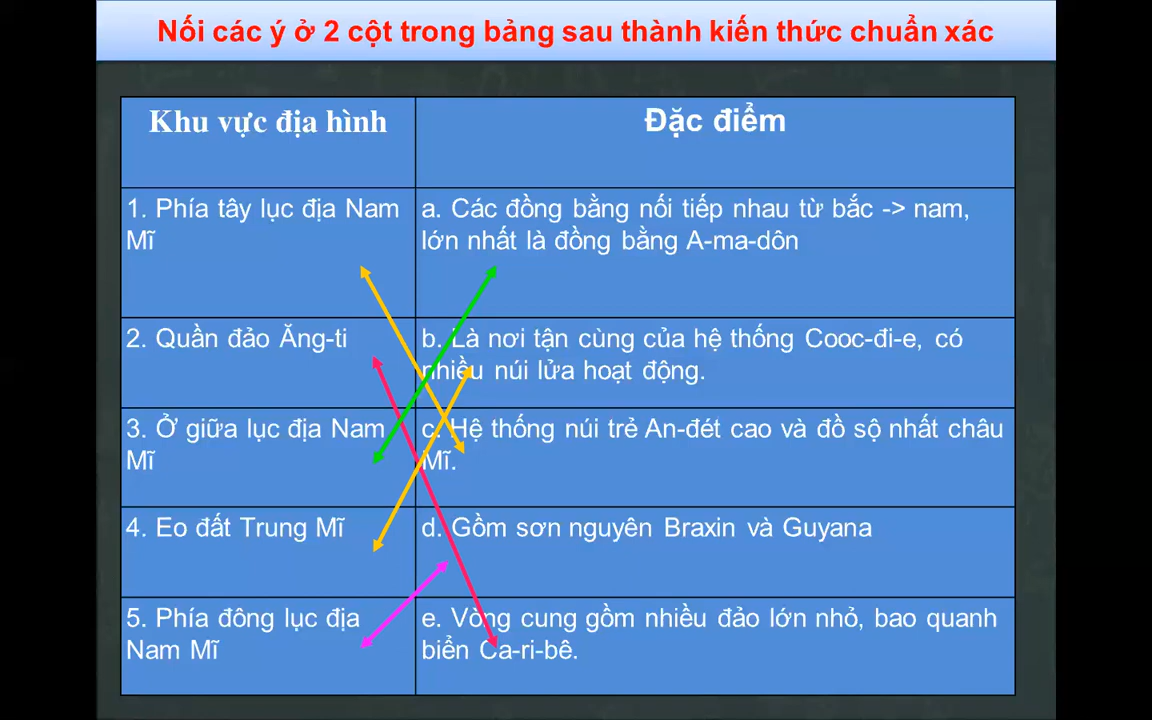 Nối các ý ở 2 cột trong bảng sau thành kiến thức chuẩn xác
Khu vực địa hình
Đặc điểm
1. Phía tây lục địa Nam
Mĩ
a. Các đồng bằng nối tiếp nhau từ bắc -> nam,
lớn nhất là đồng bằng A-ma-dôn
2. Quần đảo Ăng-ti
b. Là nơi tận cùng của hệ thống Cooc-đi-e, có
nhiều núi lửa hoạt động.
3. Ở giữa lục địa Nam
Mĩ
c. Hệ thống núi trẻ An-đét cao và đồ sộ nhất châu
Mĩ.
4. Eo đất Trung Mĩ
d. Gồm sơn nguyên Braxin và Guyana
5. Phía đông lục địa
Nam Mĩ
e. Vòng cung gồm nhiều đảo lớn nhỏ, bao quanh
biển Ca-ri-bê.